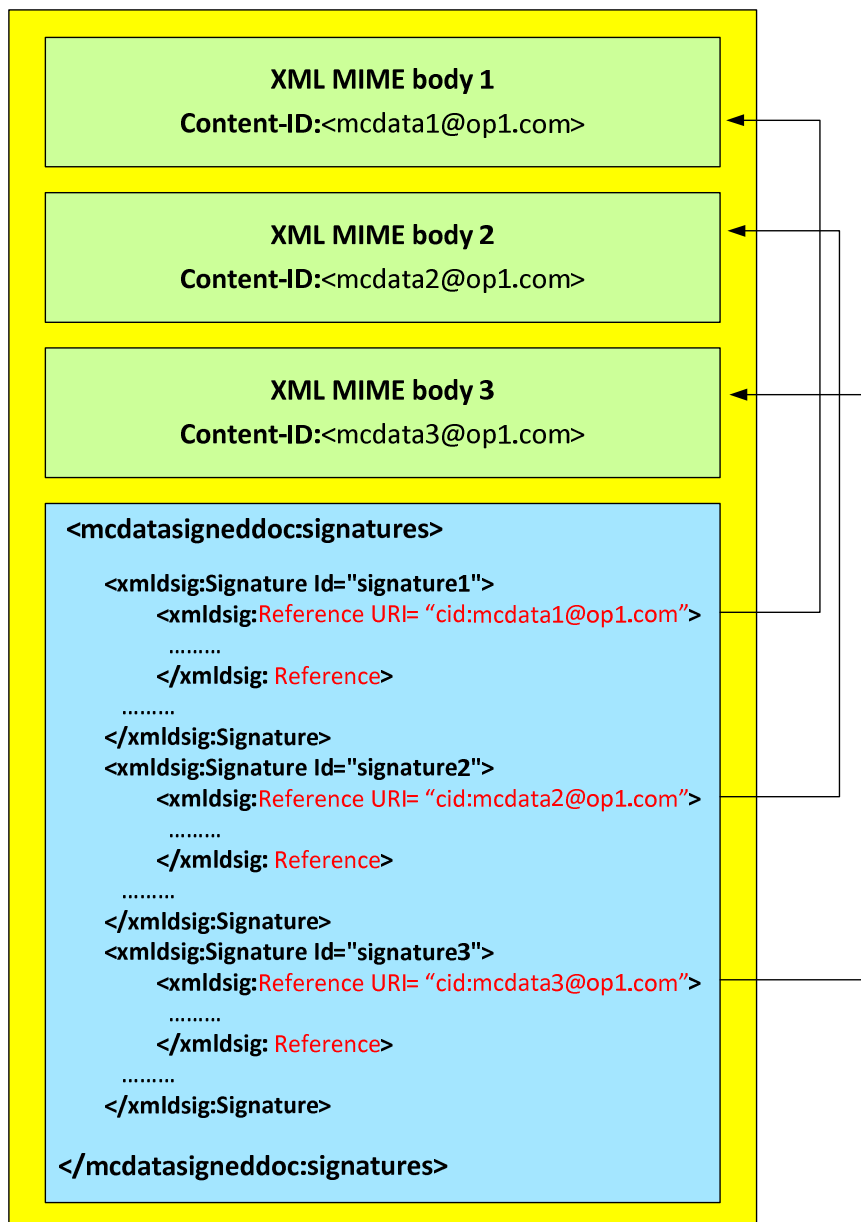 XML MIME body 1
Content-ID:<mcdata1@op1.com>
XML MIME body 2
Content-ID:<mcdata2@op1.com>
XML MIME body 3
Content-ID:<mcdata3@op1.com>
<mcdatasigneddoc:signatures>
<xmldsig:Signature Id="signature1">
<xmldsig:Reference URI= “cid:mcdata1@op1.com”>
.........
</xmldsig: Reference>
.........
</xmldsig:Signature>
<xmldsig:Signature Id="signature2">
<xmldsig:Reference URI= “cid:mcdata2@op1.com”>
.........
</xmldsig: Reference>
.........
</xmldsig:Signature>
<xmldsig:Signature Id="signature3">
<xmldsig:Reference URI= “cid:mcdata3@op1.com”>
.........
</xmldsig: Reference>
.........
</xmldsig:Signature>
</mcdatasigneddoc:signatures>